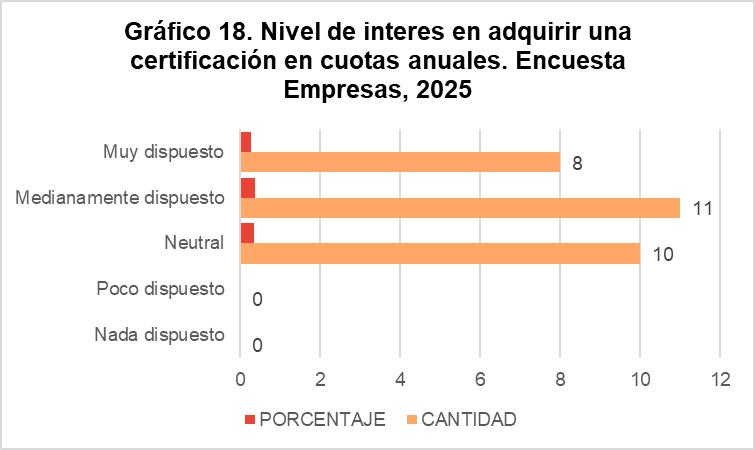 Gráfico 18. Nivel de interes en adquirir una
certificación en cuotas anuales. Encuesta
Empresas, 2025
Muy dispuesto
8
Medianamente dispuesto
11
Neutral
10
Poco dispuesto
0
Nada dispuesto
0
0 2 4 6 8 10 12
PORCENTAJE CANTIDAD